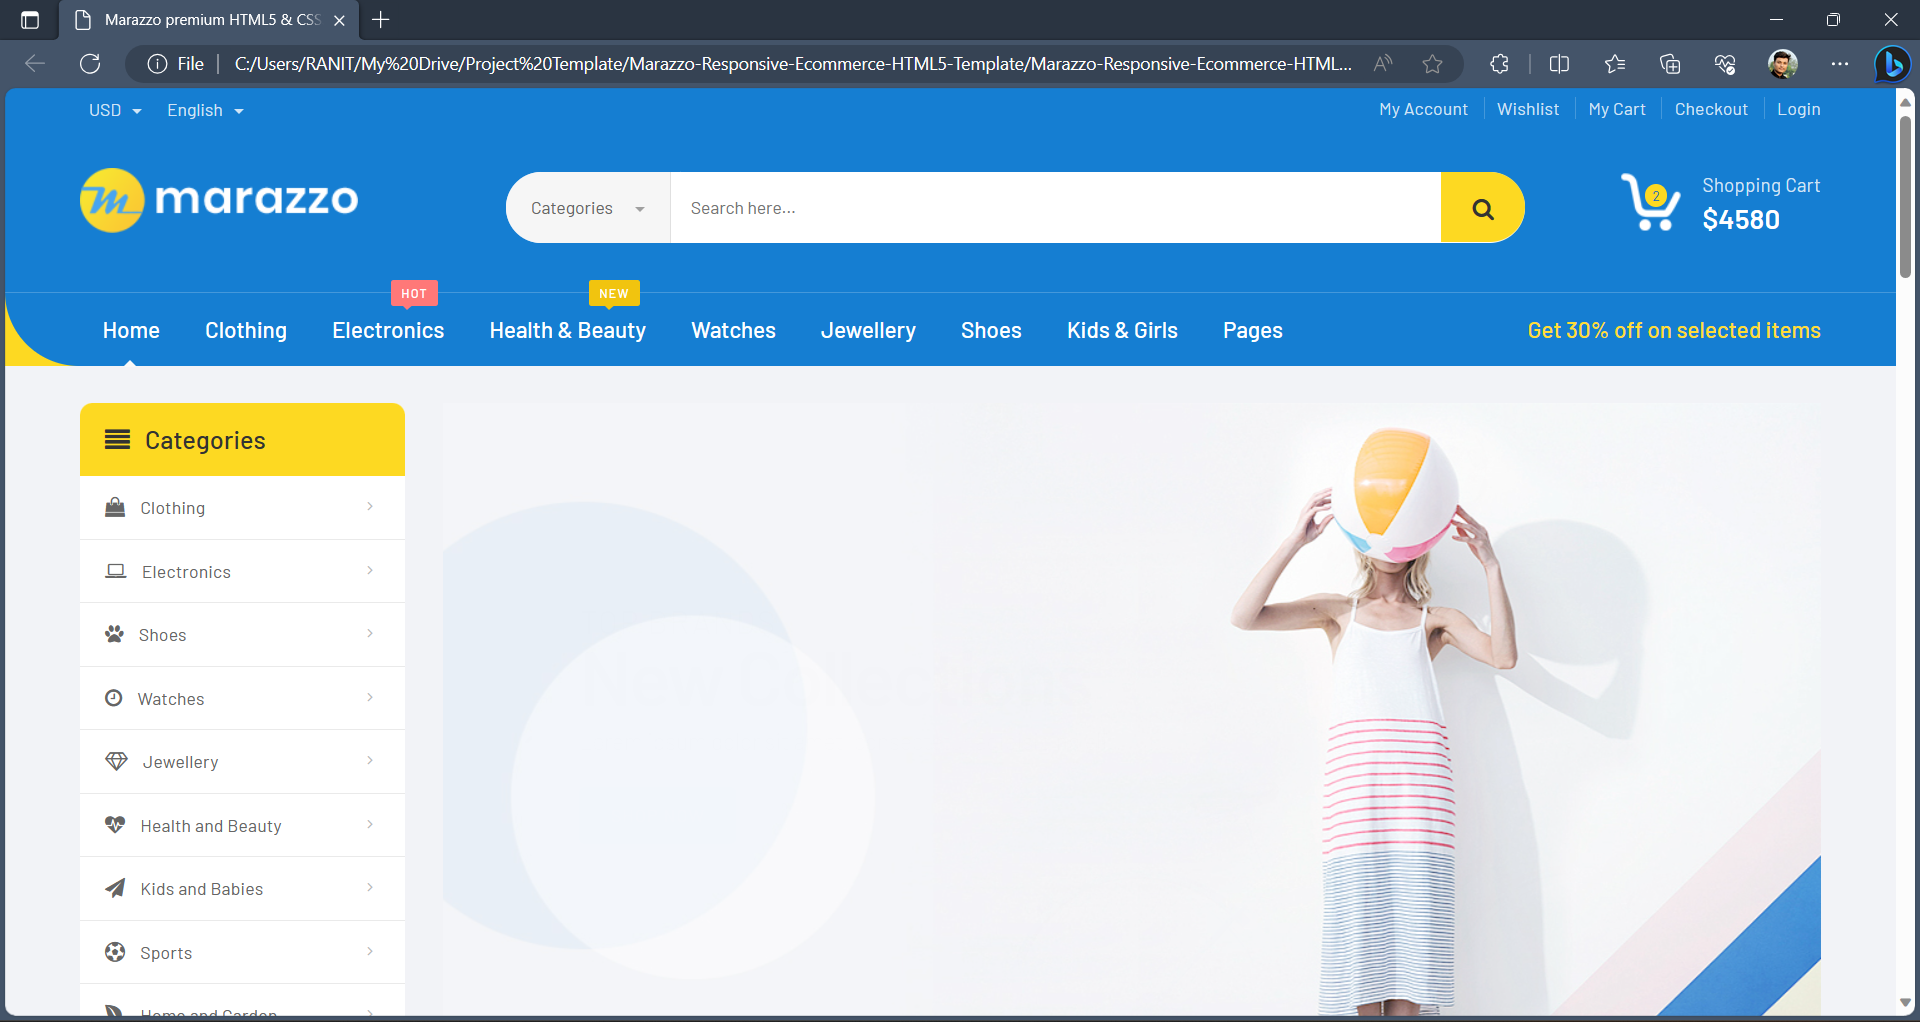 Marazzo premium HTML5 & CSS
File
C:/Users/RANIT/My%20Drive/Project%20Template/Marazzo-Responsive-Ecommerce-HTML5-Template/Marazzo-Responsive-Ecommerce-HTML...
USD English My Account Wishlist My Cart Checkout Login
marazzo
Categories Search here...
2
Shopping Cart
$4580
HOT NEW
Home Clothing Electronics Health & Beauty Watches Jewellery Shoes Kids & Girls Pages Get 30% off on selected items
Categories
Clothing
Electronics
Shoes
Watches
Jewellery
Health and Beauty
Kids and Babies
Sports
Home and Garden
New Collections